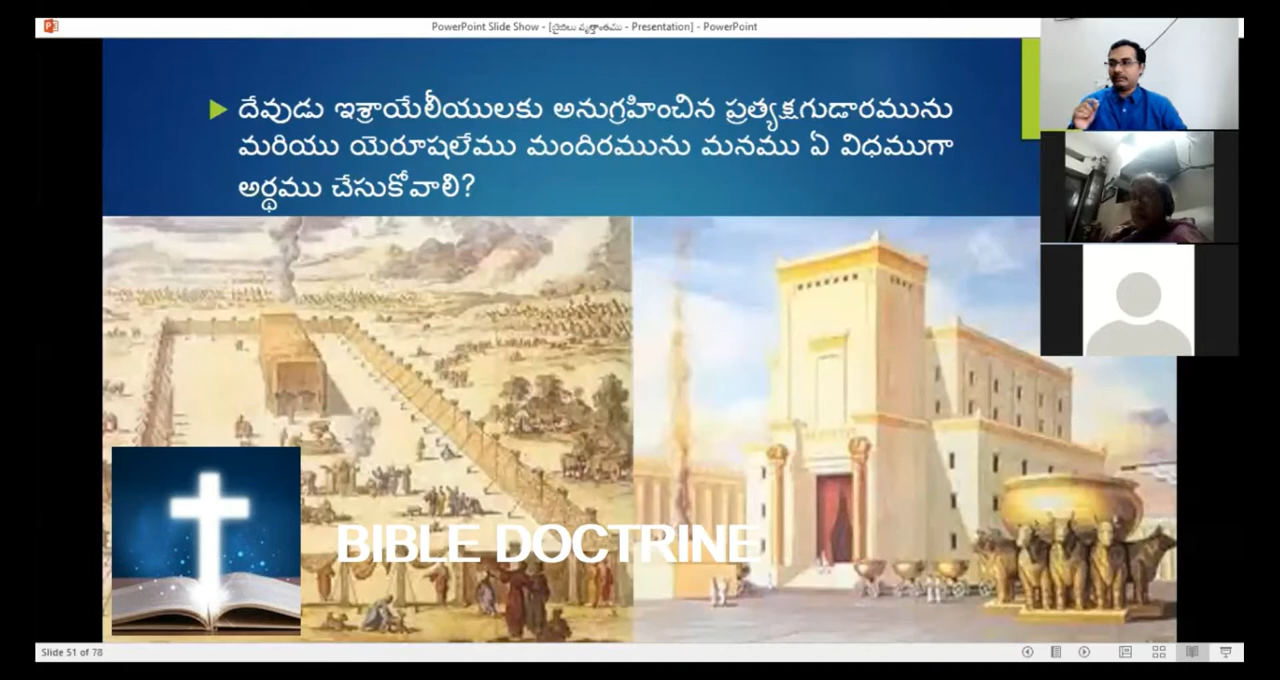 PowerPoint Slide Show - [బైబిలు వృత్తాంతము - Presentation] - PowerPoint
దేవుడు ఇశ్రాయేలీయులకు అనుగ్రహించిన ప్రత్యక్షగుడారమును
మరియు యెరూషలేము మందిరమును మనము ఏ విధముగా
అర్థము చేసుకోవాలి?
BIBLE DOCTRINE
Slide 51 of 78